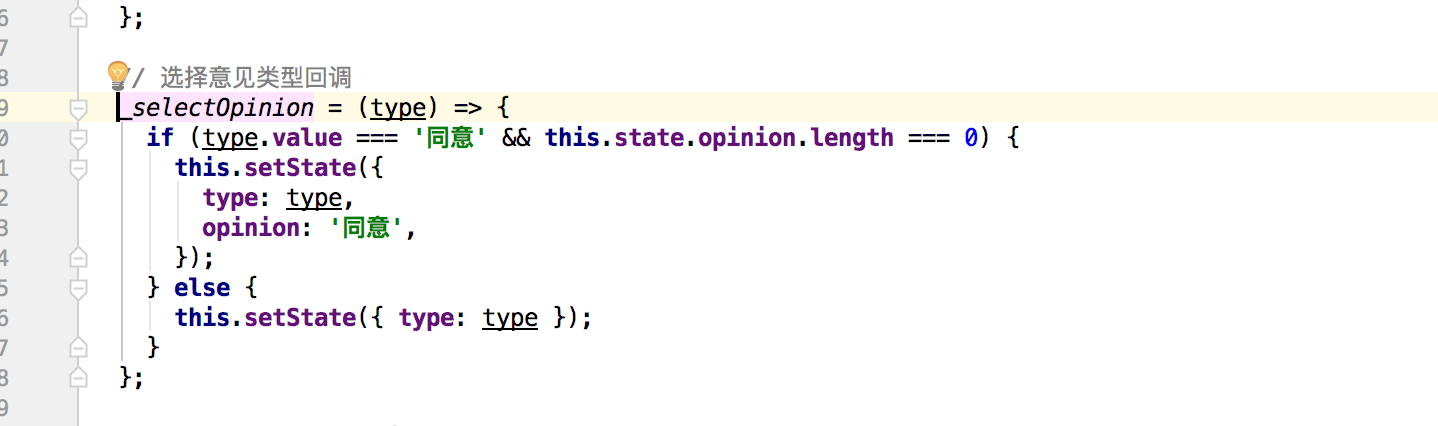 6 };
7
8 // 选择意见类型回调
9 _selectOpinion = (type) => {
0 if (type.value === '同意' && this.state.opinion.length === 0) {
1 this.setState({
2 type: type,
3 opinion: '同意',
4 });
5 } else {
6 this.setState({ type: type });
7 }
8 };
9